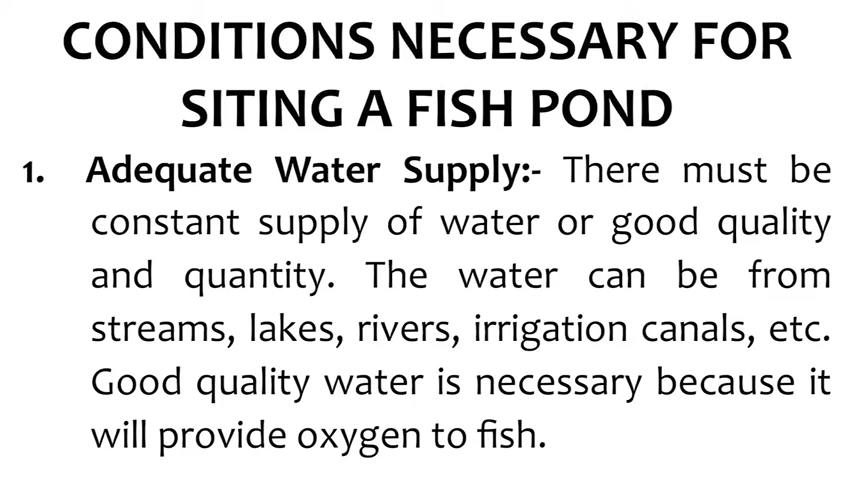 CONDITIONS NECESSARY FOR
SITING A FISH POND
1. Adequate Water Supply:- There must be
constant supply of water or good quality
and quantity. The water can be from
streams, lakes, rivers, irrigation canals, etc.
Good quality water is necessary because it
will provide oxygen to fish.